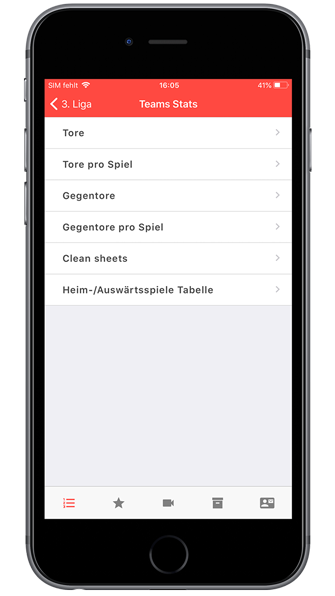 SIM fehlt 16:05 41%
3. Liga Teams Stats
Tore
Tore pro Spiel
Gegentore
Gegentore pro Spiel
Clean sheets
Heim-/Auswärtsspiele Tabelle